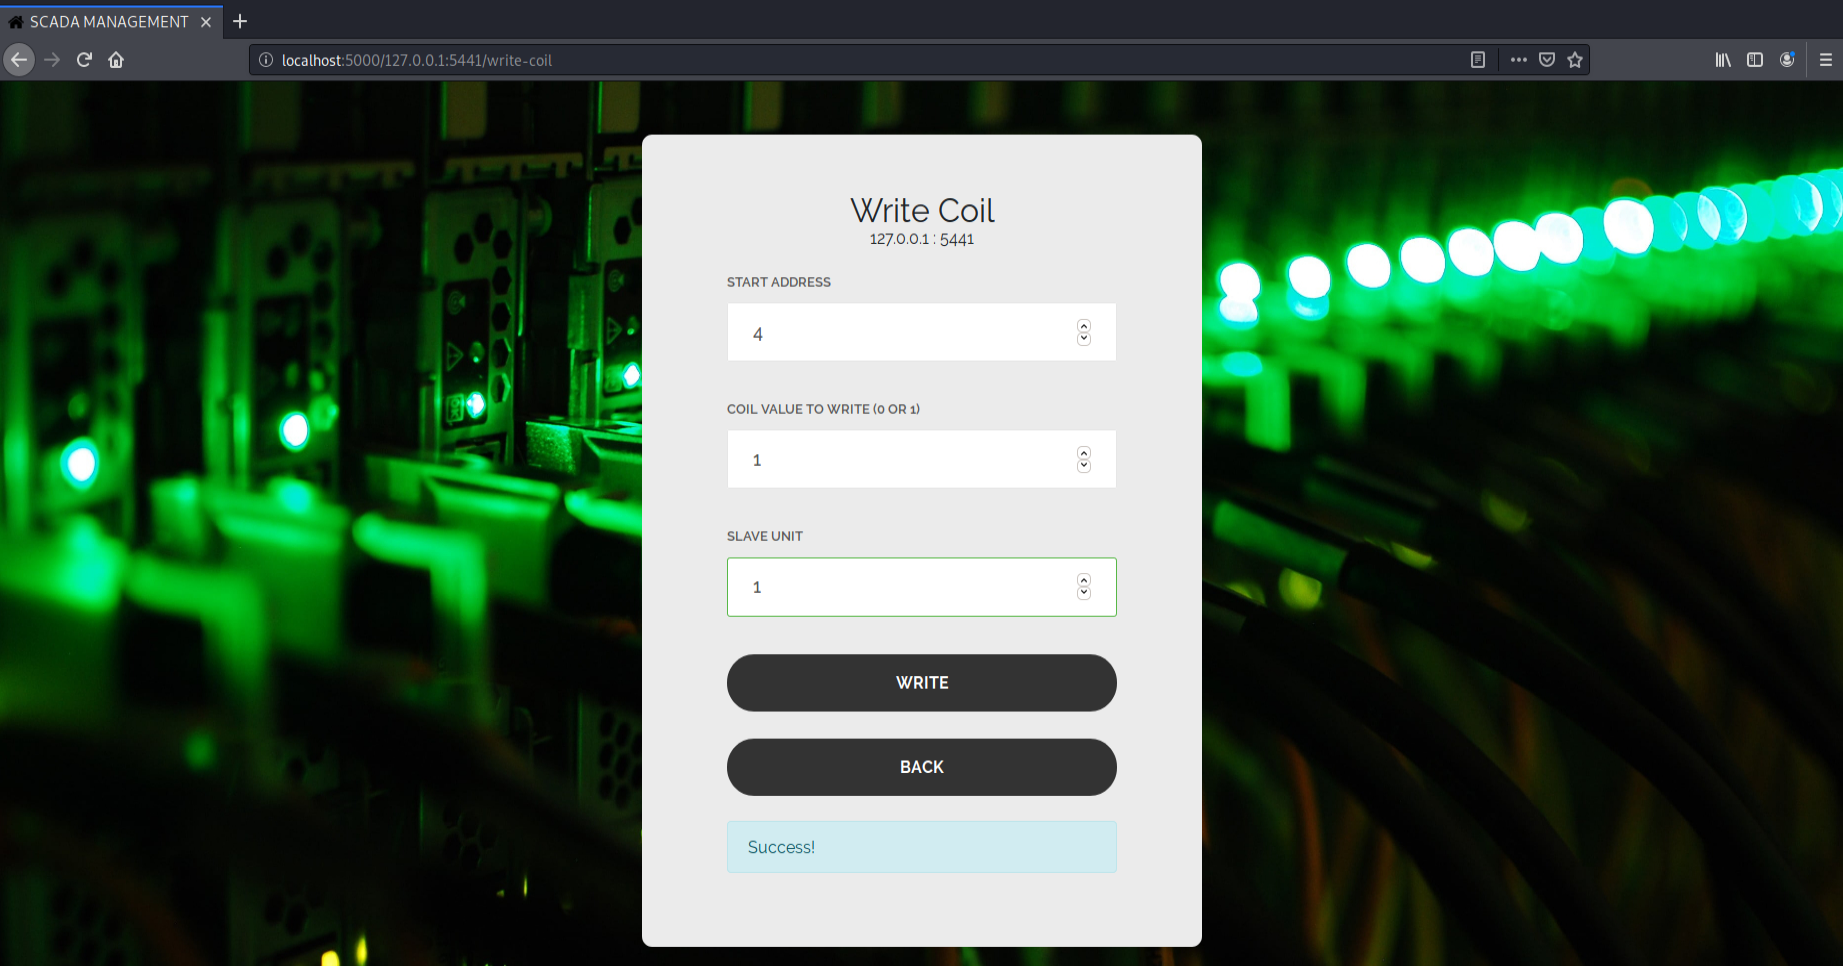 SCADA MANAGEMENT
localhost:5000/127.0.0.1:5441/write-coil
Write Coil
127.0.0.1 : 5441
START ADDRESS
4
COIL VALUE TO WRITE (0 OR 1)
1
SLAVE UNIT
1
WRITE
BACK
Success!